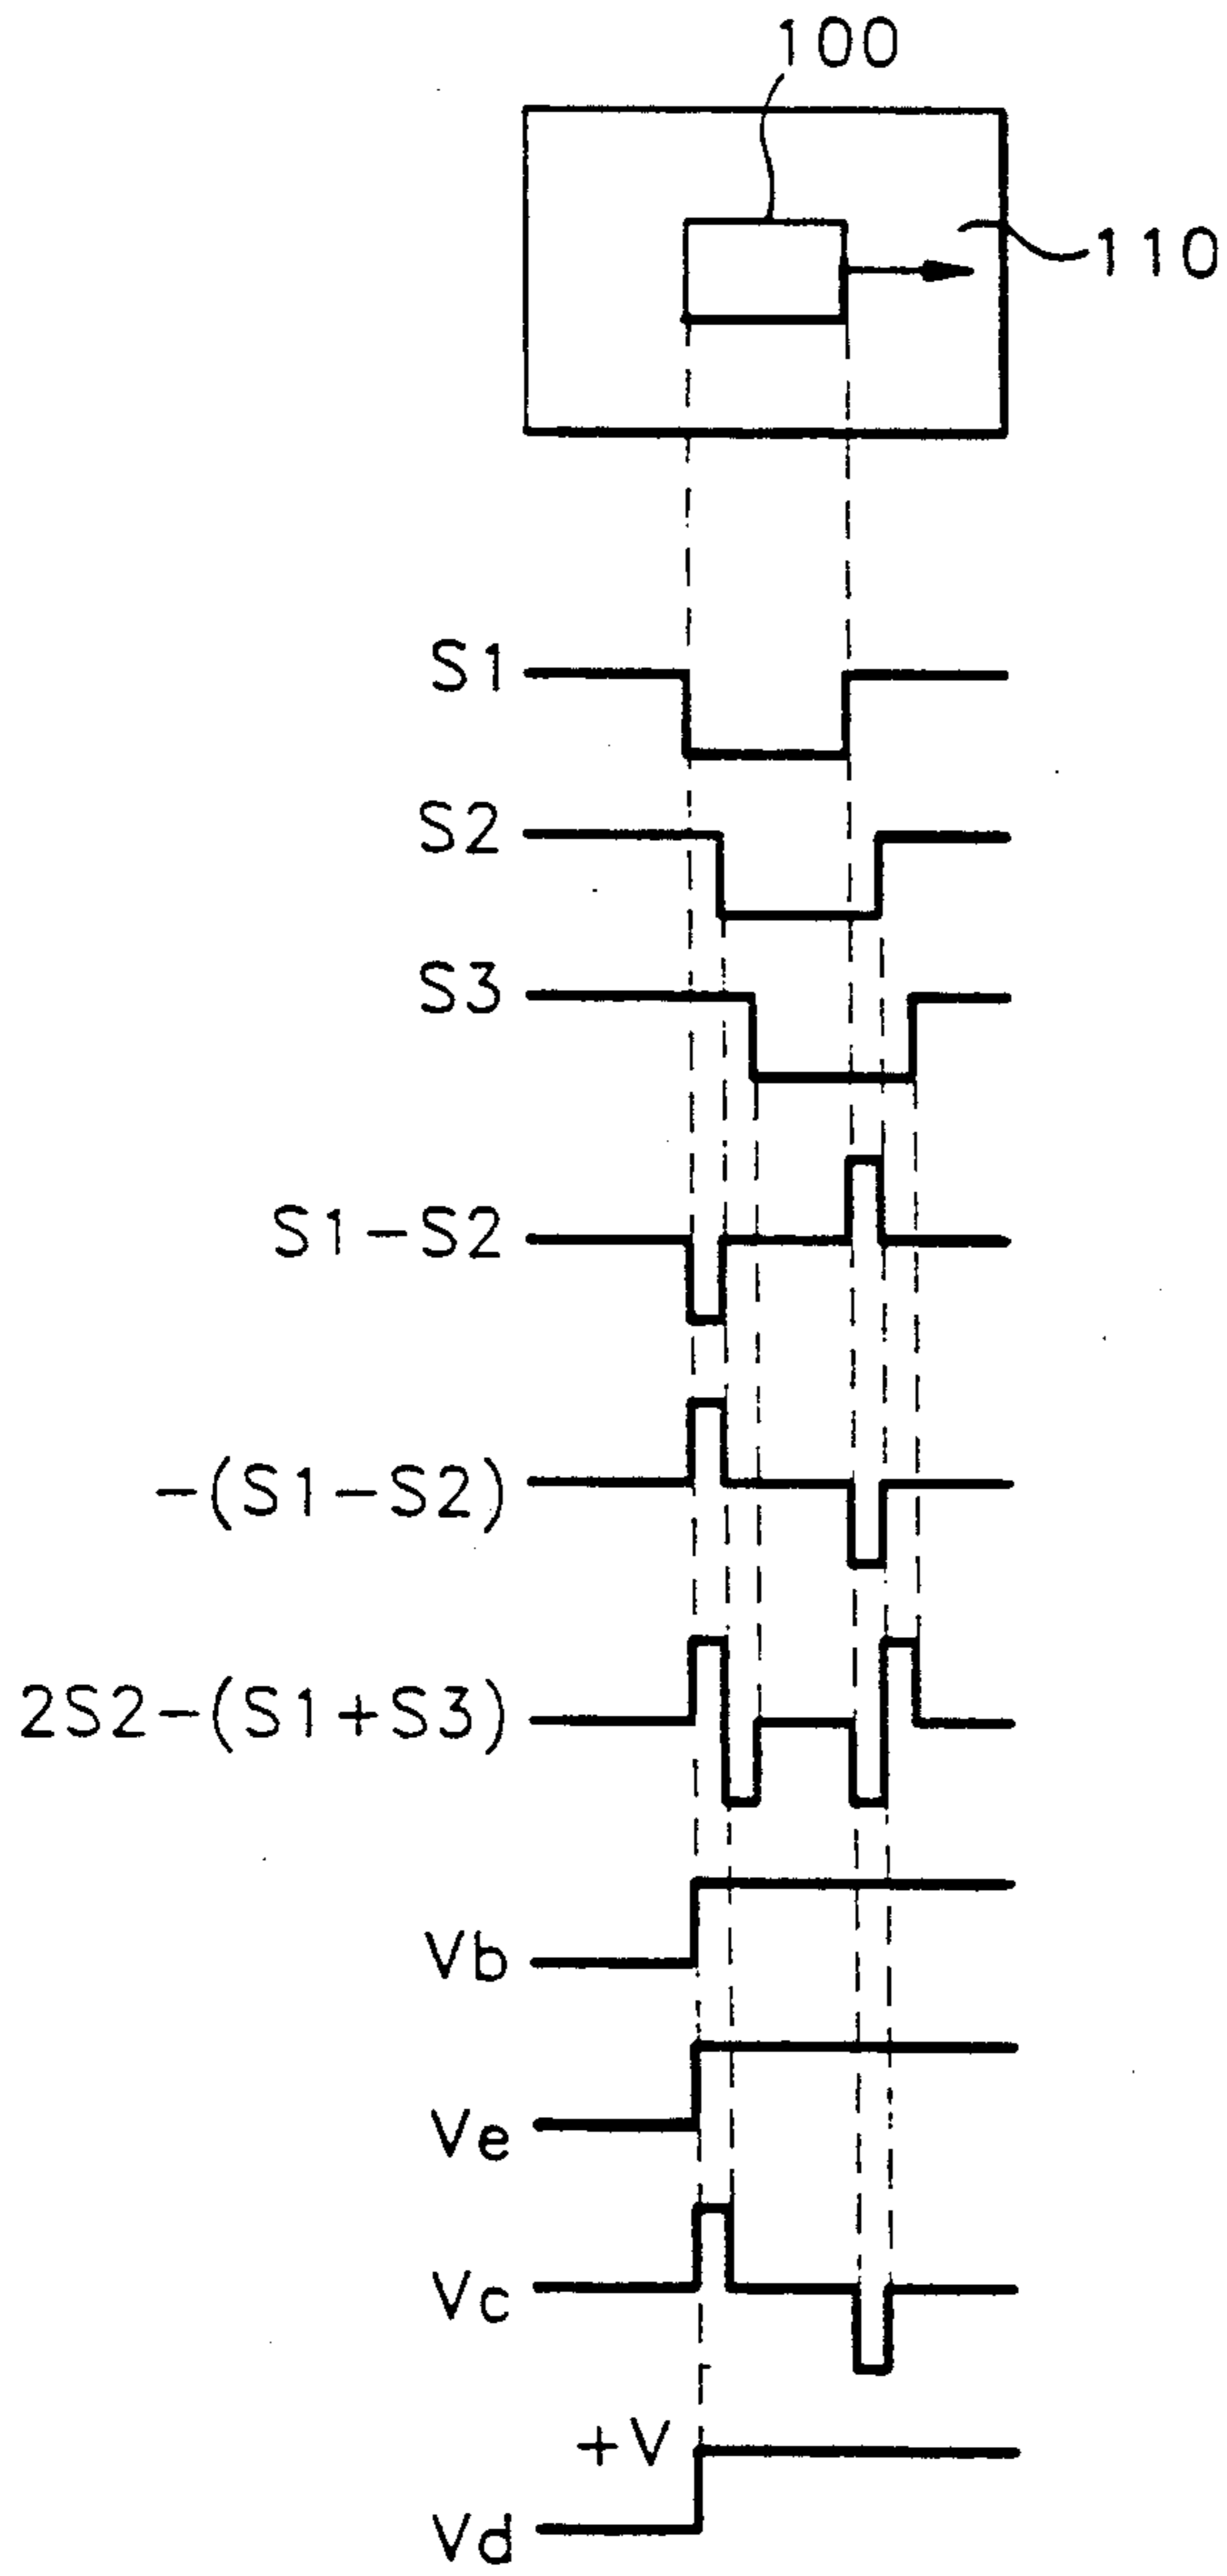 100
110
S1
S2
S3
S1-S2
-(S1-S2)
2S2-(S1+S3)
Vb
Ve
Vc
+V
Vd